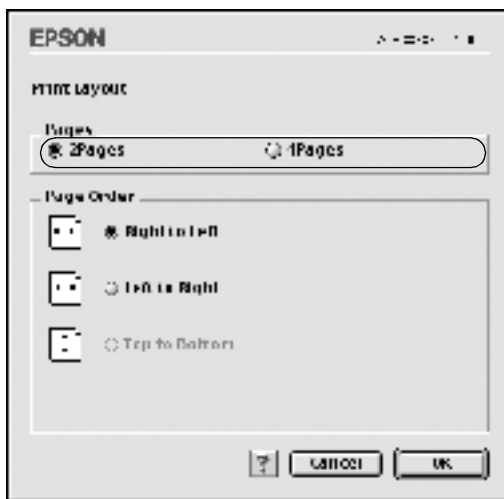 EPSON
Print Layout
Pages
2Pages 4Pages
Page Order
Right to Left
Left to Right
Top to Bottom
? Cancel OK